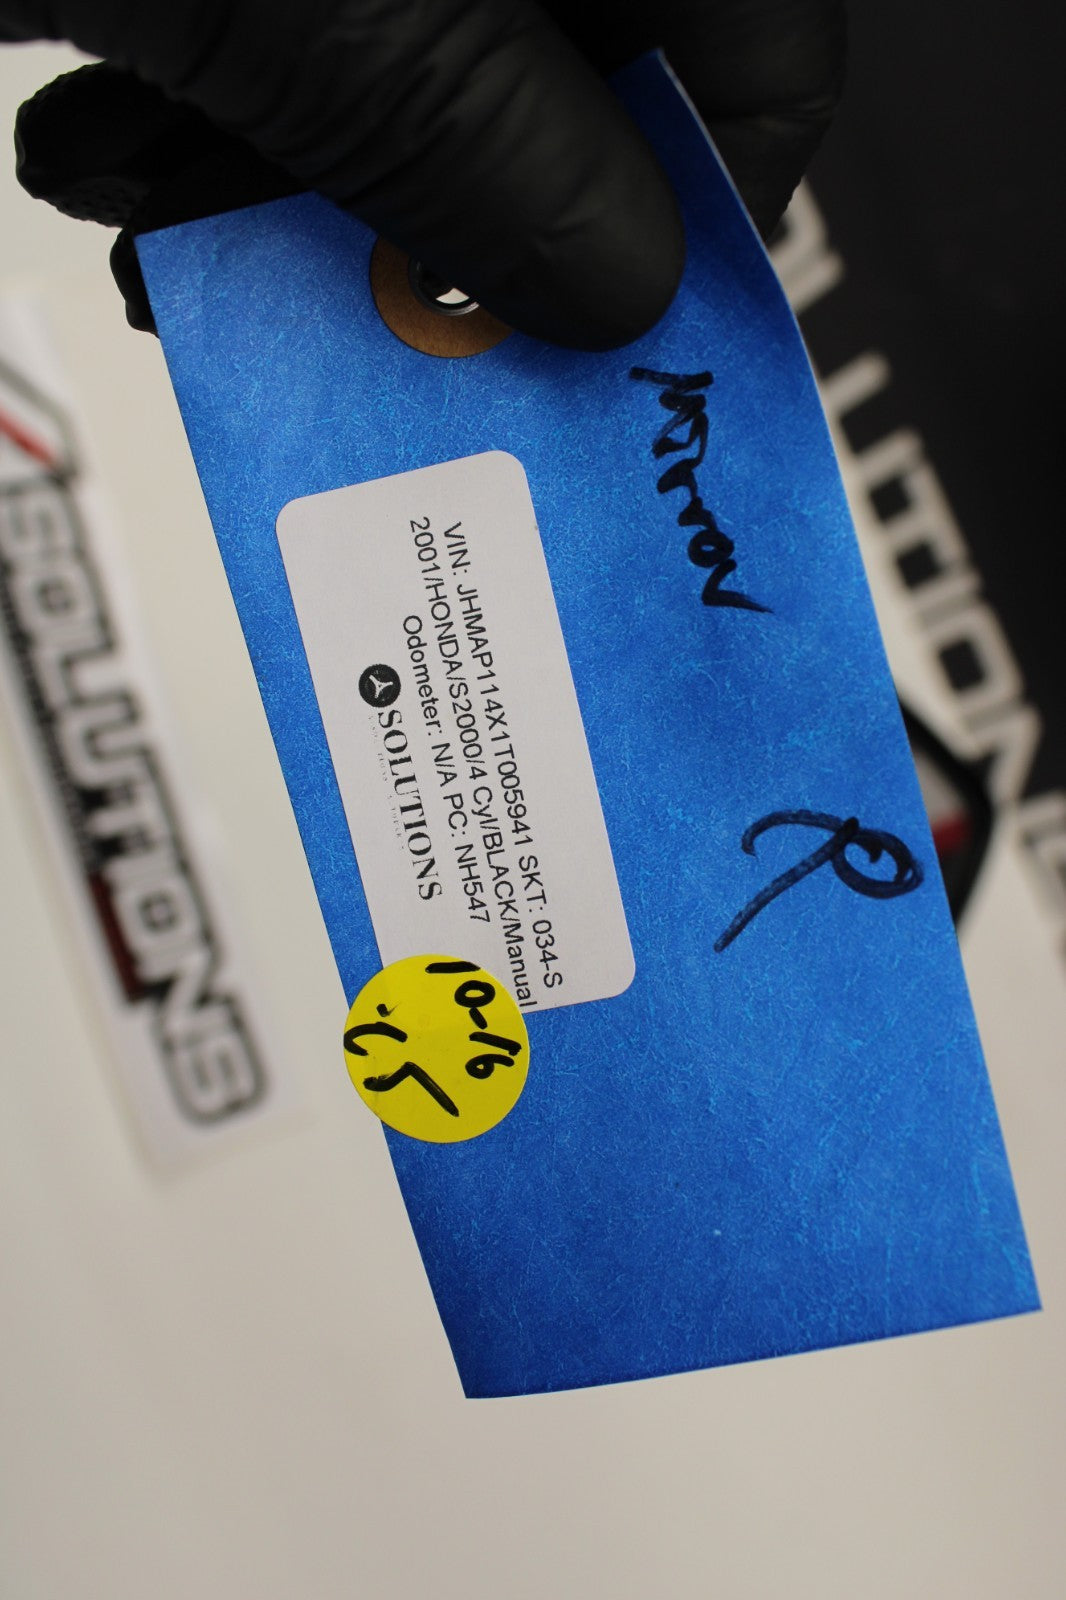 Mirror
R
VIN: JHMAP114X1T005941 SKT: 034-S
2001/HONDA/S2000/4 Cyl/BLACK/Manual
Odometer: N/A PC: NH547
SOLUTIONS
10-16
SOLUTIONS
SOLUTIONS